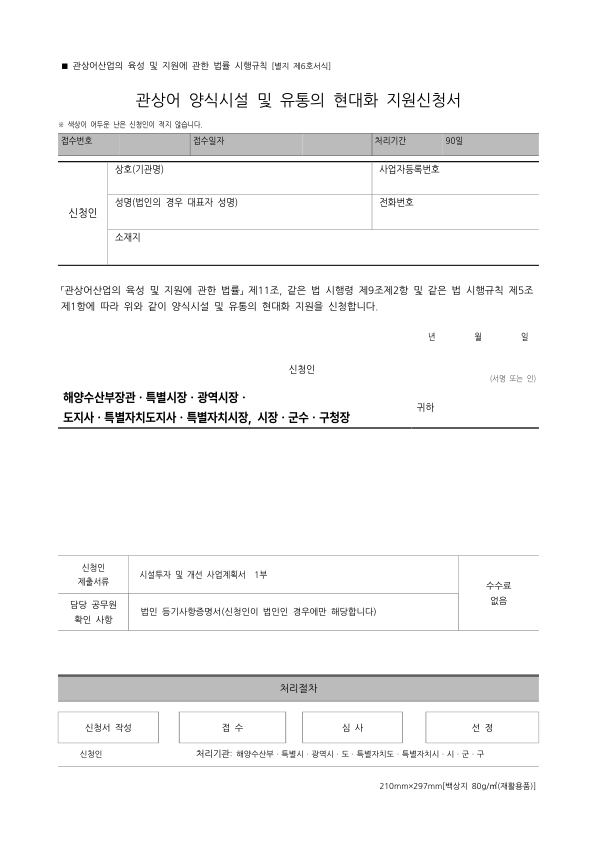 ■ 관상어산업의 육성 및 지원에 관한 법률 시행규칙 [별지 제6호서식]
관상어 양식시설 및 유통의 현대화 지원신청서
※ 색상이 어두운 난은 신청인이 적지 않습니다.
접수번호 접수일자 처리기간 90일
상호(기관명) 사업자등록번호
신청인
성명(법인의 경우 대표자 성명) 전화번호
소재지
「관상어산업의 육성 및 지원에 관한 법률」 제11조, 같은 법 시행령 제9조제2항 및 같은 법 시행규칙 제5조
제1항에 따라 위와 같이 양식시설 및 유통의 현대화 지원을 신청합니다.
년 월 일
신청인
(서명 또는 인)
해양수산부장관ㆍ특별시장ㆍ광역시장ㆍ
도지사ㆍ특별자치도지사ㆍ특별자치시장, 시장ㆍ군수ㆍ구청장
귀하
신청인
제출서류
시설투자 및 개선 사업계획서 1부
수수료
없음
담당 공무원
확인 사항
법인 등기사항증명서(신청인이 법인인 경우에만 해당합니다)
처리절차
신청서 작성 접 수 심 사 선 정
신청인 처리기관: 해양수산부ㆍ특별시ㆍ광역시ㆍ도ㆍ특별자치도ㆍ특별자치시ㆍ시ㆍ군ㆍ구
210mm×297mm[백상지 80g/㎡(재활용품)]